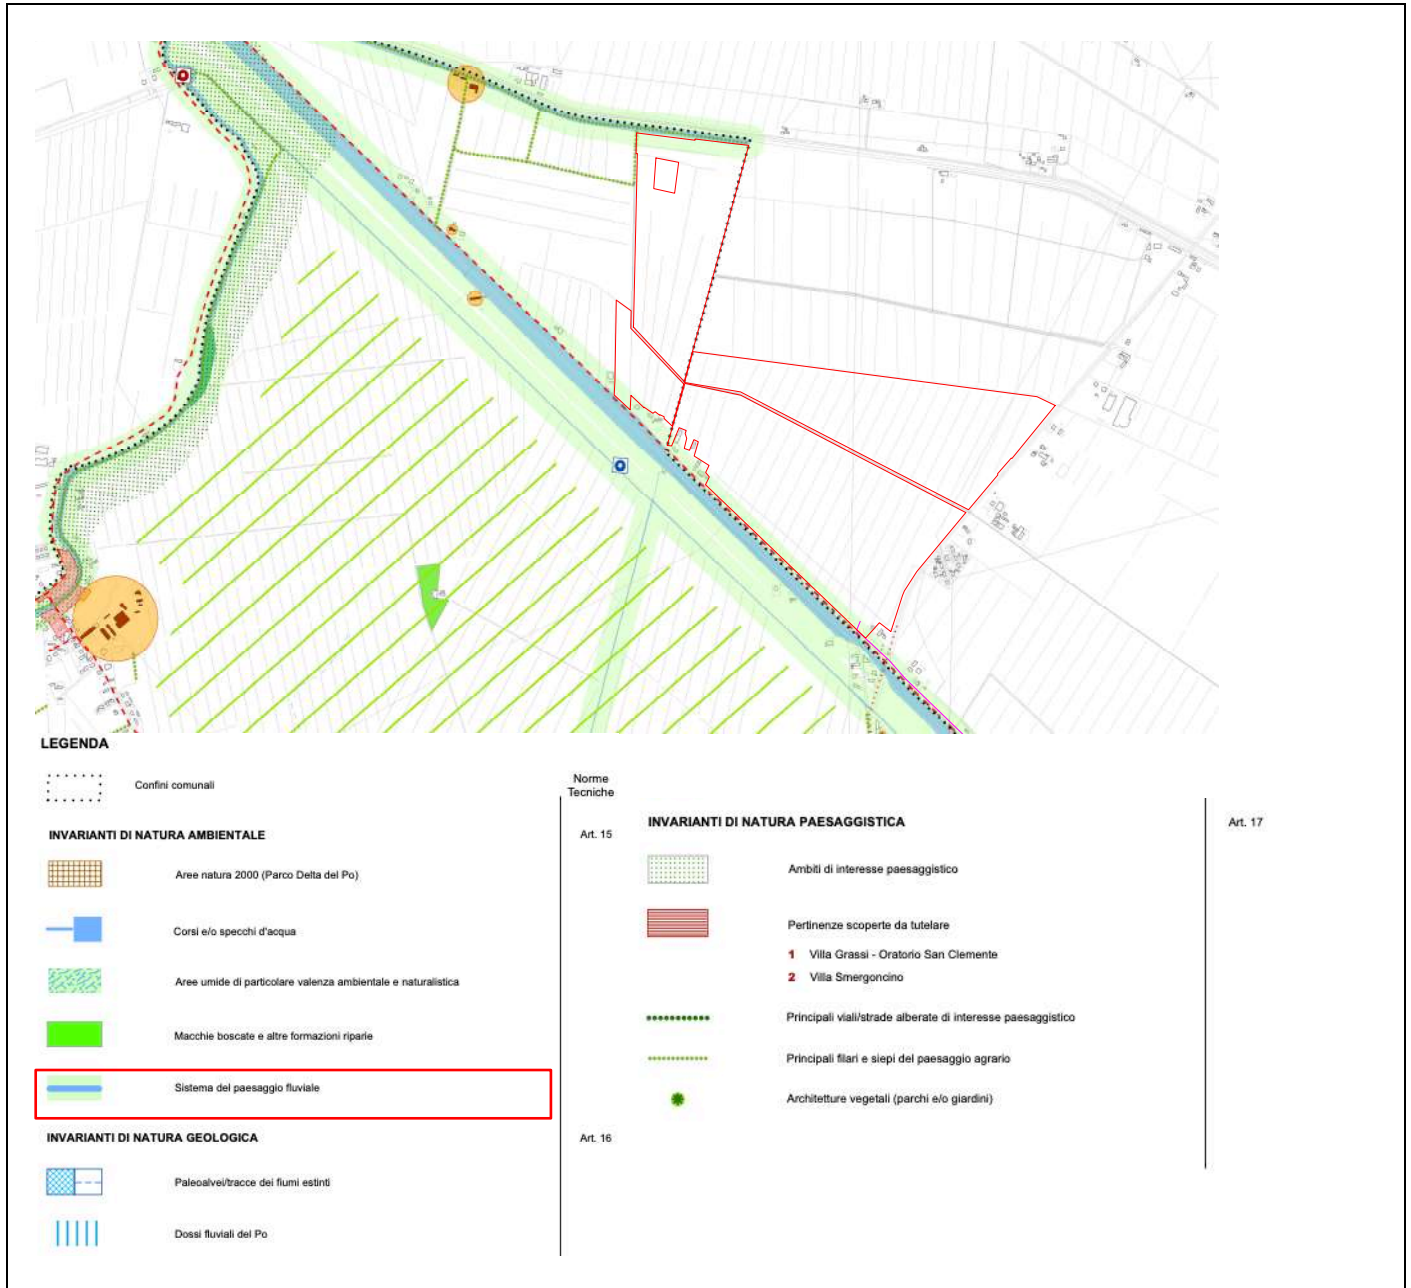 LEGENDA
Confini comunali
Norme
Tecniche
INVARIANTI DI NATURA AMBIENTALE
Art. 15
Aree natura 2000 (Parco Delta del Po)
Corsi e/o specchi d'acqua
Aree umide di particolare valenza ambientale e naturalistica
Macchie boscate e altre formazioni riparie
Sistema del paesaggio fluviale
INVARIANTI DI NATURA GEOLOGICA
Art. 16
Paleoalvei/tracce dei fiumi estinti
Dossi fluviali del Po
INVARIANTI DI NATURA PAESAGGISTICA
Art. 17
Ambiti di interesse paesaggistico
Pertinenze scoperte da tutelare
1 Villa Grassi - Oratorio San Clemente
2 Villa Smergoncino
Principali viali/strade alberate di interesse paesaggistico
Principali filari e siepi del paesaggio agrario
Architetture vegetali (parchi e/o giardini)